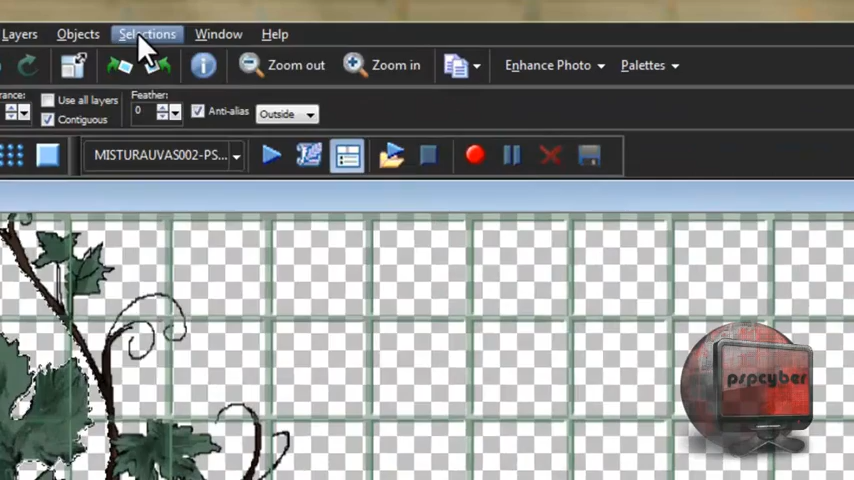 Layers Objects Selections Window Help
Zoom out Zoom in Enhance Photo Palettes
rance: Use all layers Contiguous Feather: 0 Anti-alias Outside
MISTURAUVAS002-PS...
pspcyber